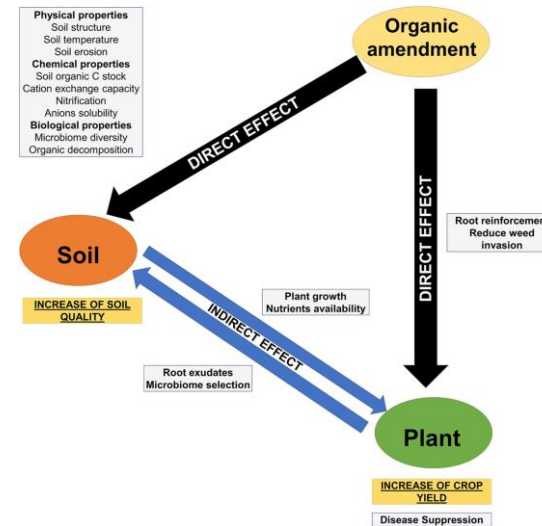 Physical properties
Soil structure
Soil temperature
Soil erosion
Chemical properties
Soil organic C stock
Cation exchange capacity
Nitrification
Anions solubility
Biological properties
Microbiome diversity
Organic decomposition
Organic
amendment
DIRECT EFFECT
DIRECT EFFECT
Root reinforcement
Reduce weed
invasion
Soil
INCREASE OF SOIL
QUALITY
Plant growth
Nutrients availability
INDIRECT EFFECT
Root exudates
Microbiome selection
Plant
INCREASE OF CROP
YIELD
Disease Suppression